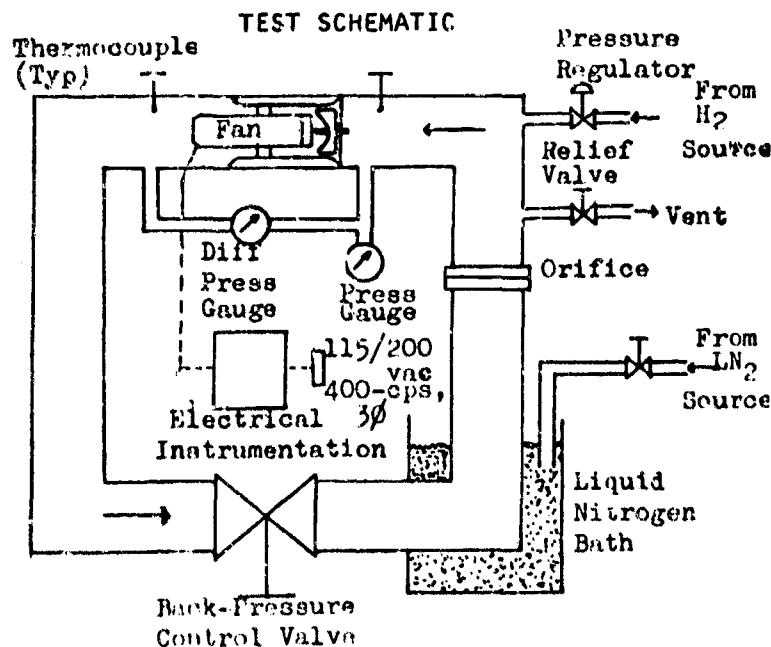 TEST SCHEMATIC
Thermocouple
(Typ)
Pressure
Regulator
From
H2
Source
Fan
Relief
Valve
Vent
Diff
Press
Gauge
Press
Gauge
Orifice
115/200
vac
400-cps,
3ø
From
LN2
Source
Electrical
Instrumentation
Liquid
Nitrogen
Bath
Back-Pressure
Control Valve